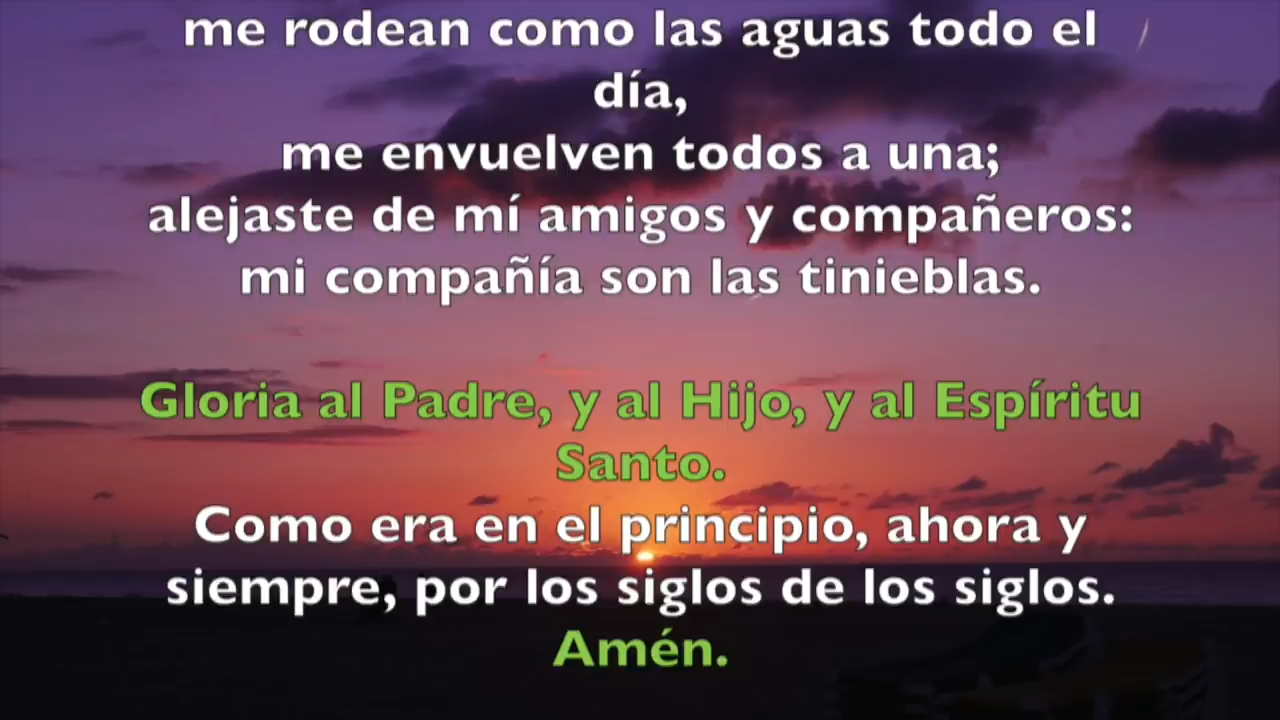 me rodean como las aguas todo el
día,
me envuelven todos a una;
alejaste de mí amigos y compañeros:
mi compañía son las tinieblas.
Gloria al Padre, y al Hijo, y al Espíritu
Santo.
Como era en el principio, ahora y
siempre, por los siglos de los siglos.
Amén.